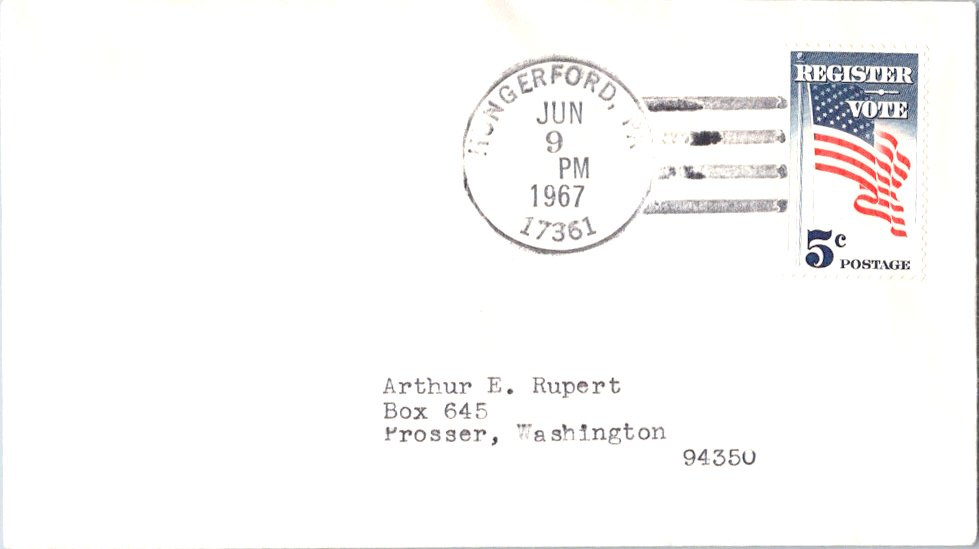 HUNGERFORD, PA
JUN
9
PM
1967
17361
REGISTER
VOTE
5c
POSTAGE
Arthur E. Rupert
Box 645
Prosser, Washington
94350